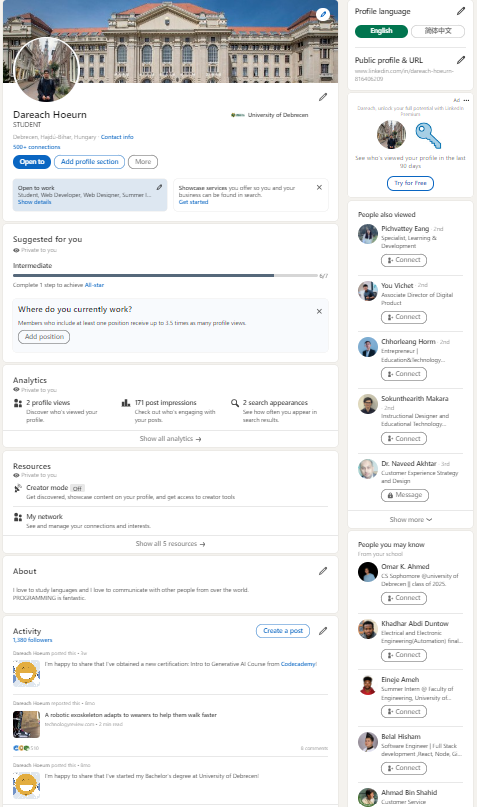 Dareach Hoeurn
STUDENT
University of Debrecen
Debrecen, Hajdú-Bihar, Hungary · Contact info
500+ connections
Open to
Add profile section
More
Open to work
Student, Web Developer, Web Designer, Summer I...
Show details
Showcase services you offer so you and your
business can be found in search.
Get started
Suggested for you
Private to you
Intermediate
6/7
Complete 1 step to achieve All-star
Where do you currently work?
Members who include at least one position receive up to 3.5 times as many profile views.
Add position
Analytics
Private to you
2 profile views
Discover who's viewed your
profile.
171 post impressions
Check out who's engaging with
your posts.
2 search appearances
See how often you appear in
search results.
Show all analytics →
Resources
Private to you
Creator mode Off
Get discovered, showcase content on your profile, and get access to creator tools
My network
See and manage your connections and interests.
Show all 5 resources →
About
I love to study languages and I love to communicate with other people from over the world.
PROGRAMMING is fantastic.
Activity
1,380 followers
Create a post
Dareach Hoeurn posted this •
I'm happy to share that I've obtained a new certification: Intro to Generative AI Course from Codecademy!
Dareach Hoeurn reposted this • 6mo
A robotic exoskeleton adapts to wearers to help them walk faster
technologyreview.com • 2 min read
8 comments
Dareach Hoeurn posted this • 6mo
I'm happy to share that I've started my Bachelor's degree at University of Debrecen!
Profile language
English
简体中文
Public profile & URL
www.linkedin.com/in/dareach-hoeurn-
816406209
Ad
Dareach, unlock your full potential with LinkedIn
Premium
See who's viewed your profile in the last
90 days
Try for Free
People also viewed
Pichvattey Eang · 2nd
Specialist, Learning &
Development
Connect
You Vichet · 2nd
Associate Director of Digital
Product
Connect
Chhorleang Horm · 2nd
Entrepreneur |
Education&Technology...
Connect
Sokunthearith Makara
· 2nd
Instructional Designer and
Educational Technology...
Connect
Dr. Naveed Akhtar · 3rd
Customer Experience Strategy
and Design
Message
Show more
People you may know
From your school
Omar K. Ahmed
CS Sophomore @university of
Debrecen || class of 2025.
Connect
Khedhar Abdi Duntow
Electrical and Electronic
Engineering(Automation) final...
Connect
Eineje Ameh
Summer Intern @ Faculty of
Engineering, University of...
Connect
Belal Hisham
Software Engineer | Full Stack
development .React, Node, Gi...
Connect
Ahmad Bin Shahid
Customer Service